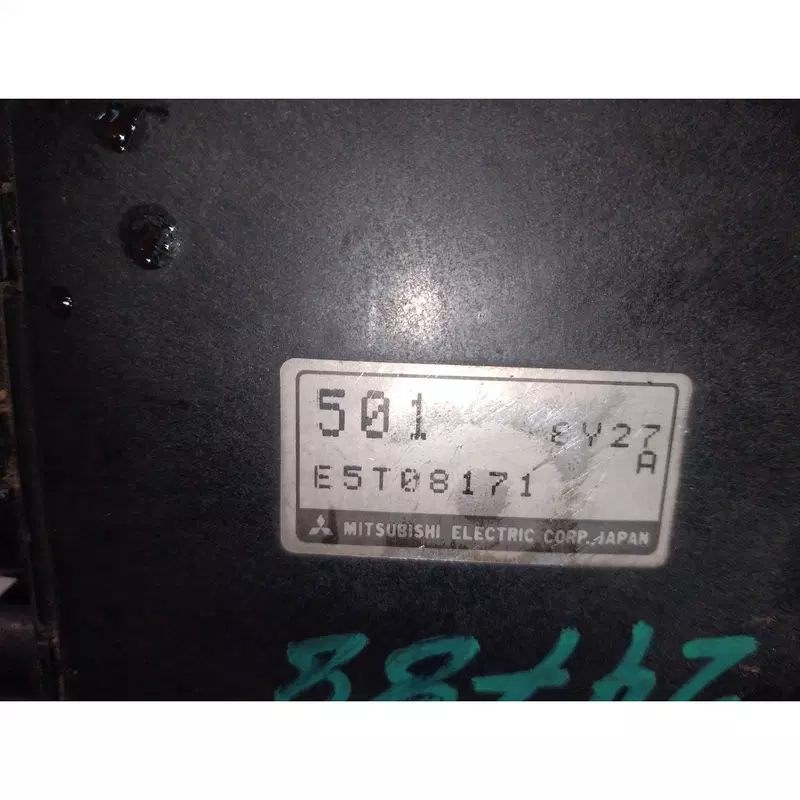 501
8V27
A
E5T08171
MITSUBISHI ELECTRIC CORP. JAPAN